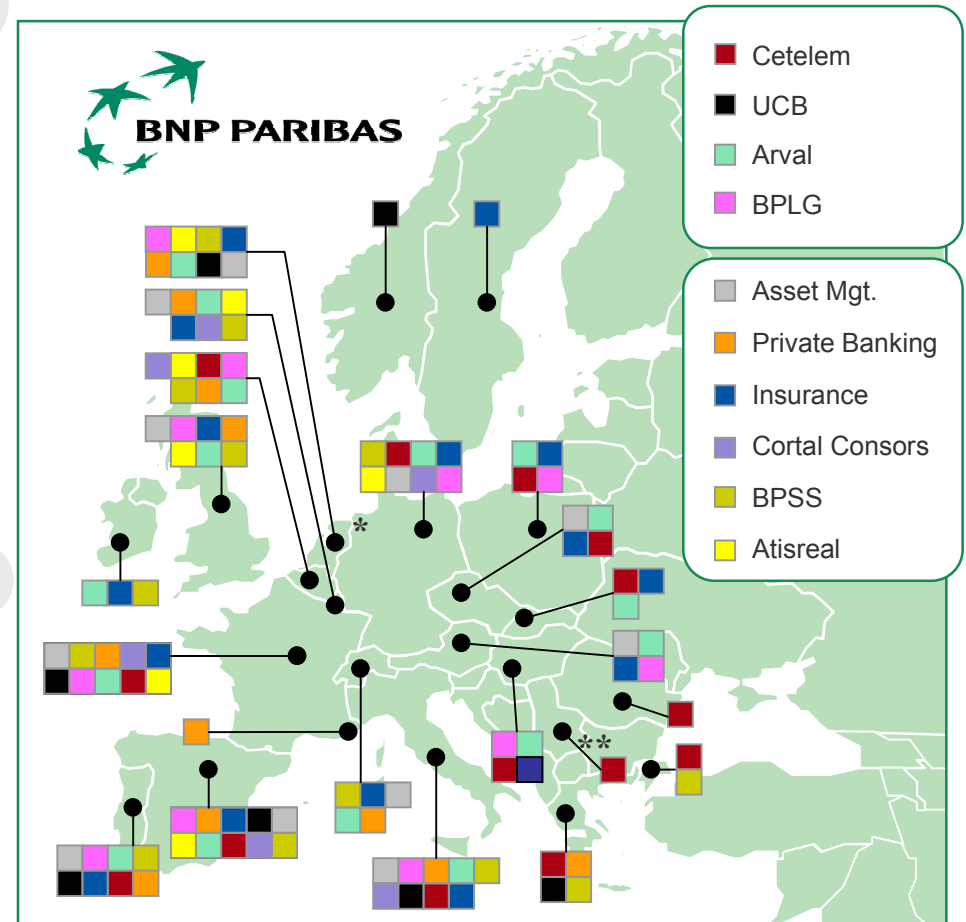 BNP PARIBAS
Cetelem
UCB
Arval
BPLG
Asset Mgt.
Private Banking
Insurance
Cortal Consors
BPSS
Atisreal
*
**